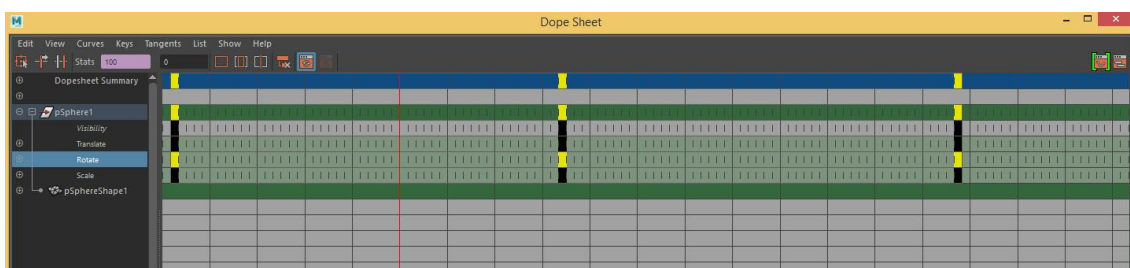 M Dope Sheet
Edit View Curves Keys Tangents List Show Help
Stats 100 0
Dopesheet Summary
pSphere1
Visibility
Translate
Rotate
Scale
pSphereShape1